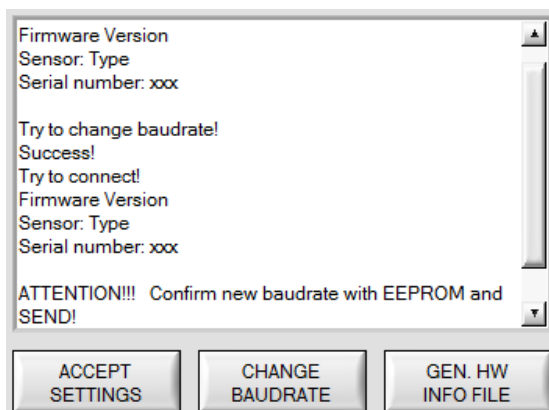 Firmware Version
Sensor: Type
Serial number: xxx
Try to change baudrate!
Success!
Try to connect!
Firmware Version
Sensor: Type
Serial number: xxx
ATTENTION!!!   Confirm new baudrate with EEPROM and
SEND!
ACCEPT
SETTINGS
CHANGE
BAUDRATE
GEN. HW
INFO FILE